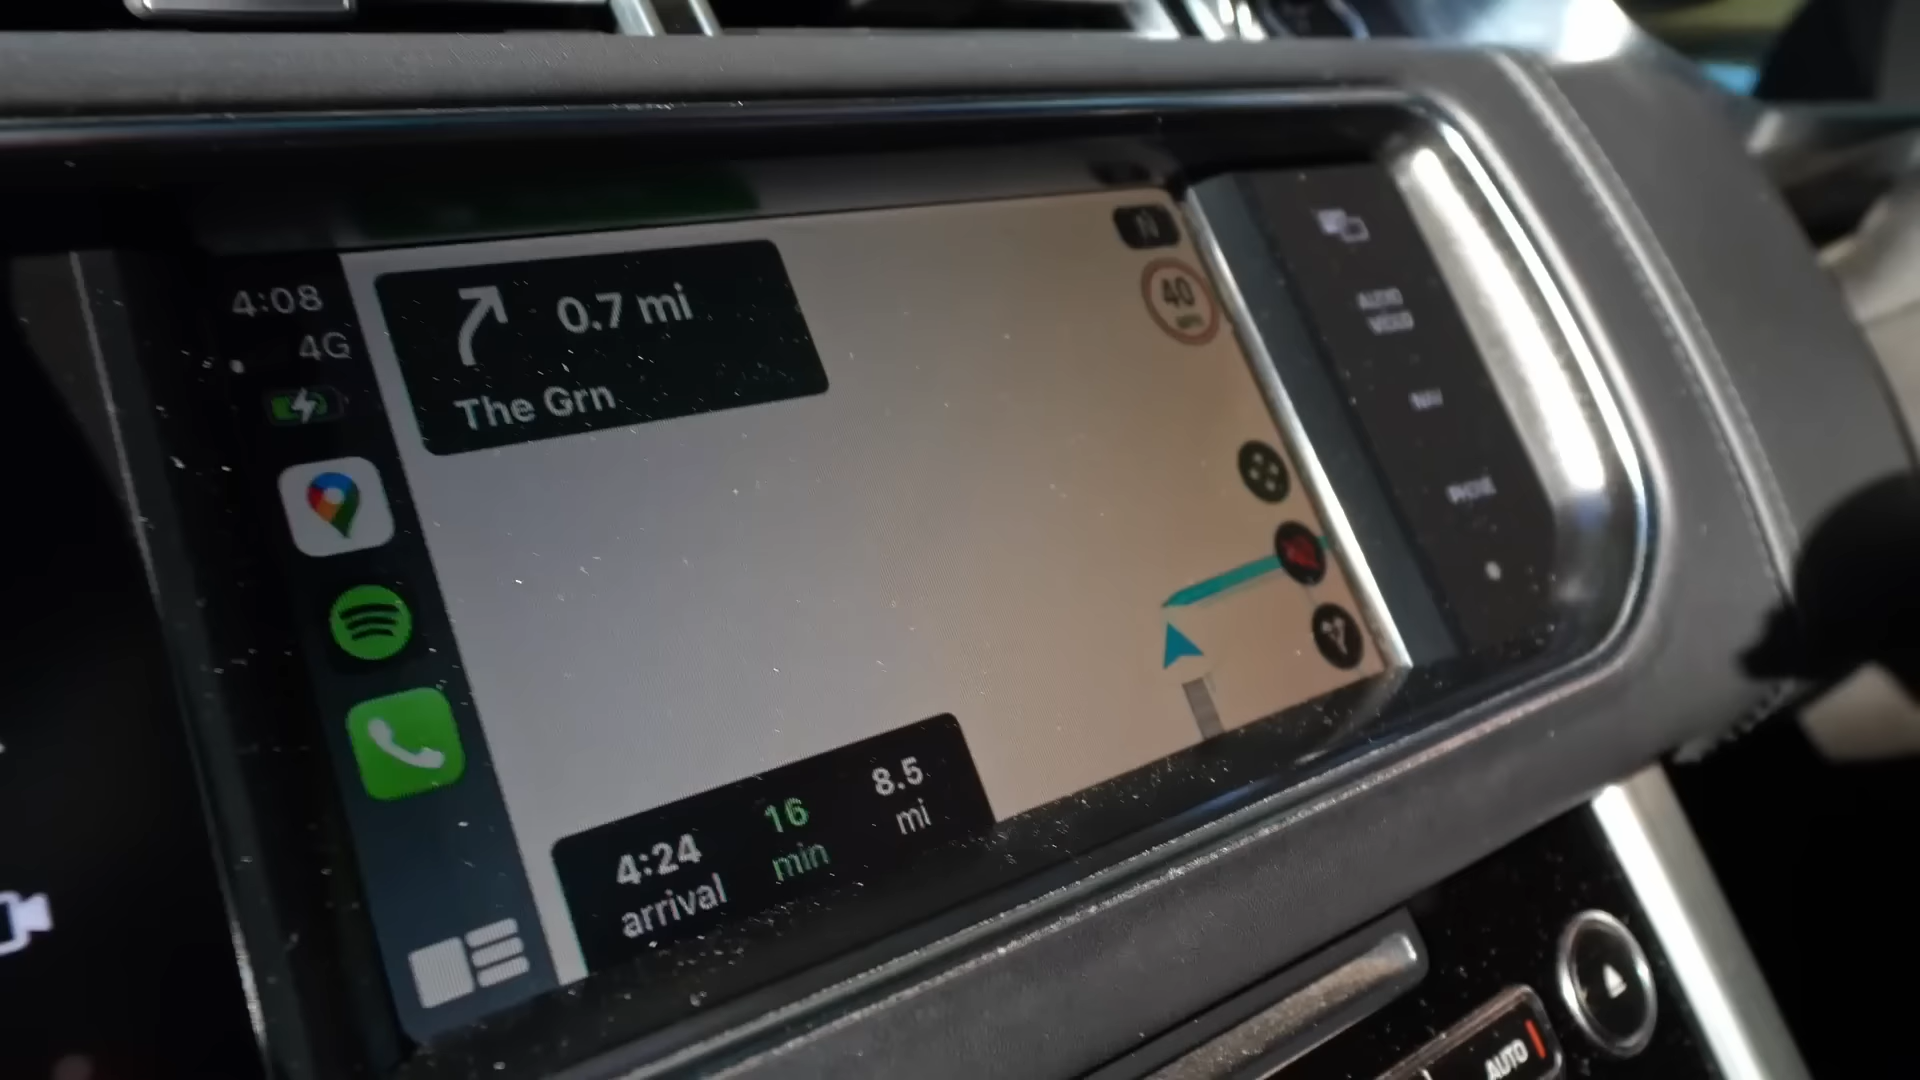 4:08
4G
0.7 mi
The Grn
N
40
MPH
AUDIO
VIDEO
NAV
PHONE
4:24
arrival
16
min
8.5
mi
AUTO